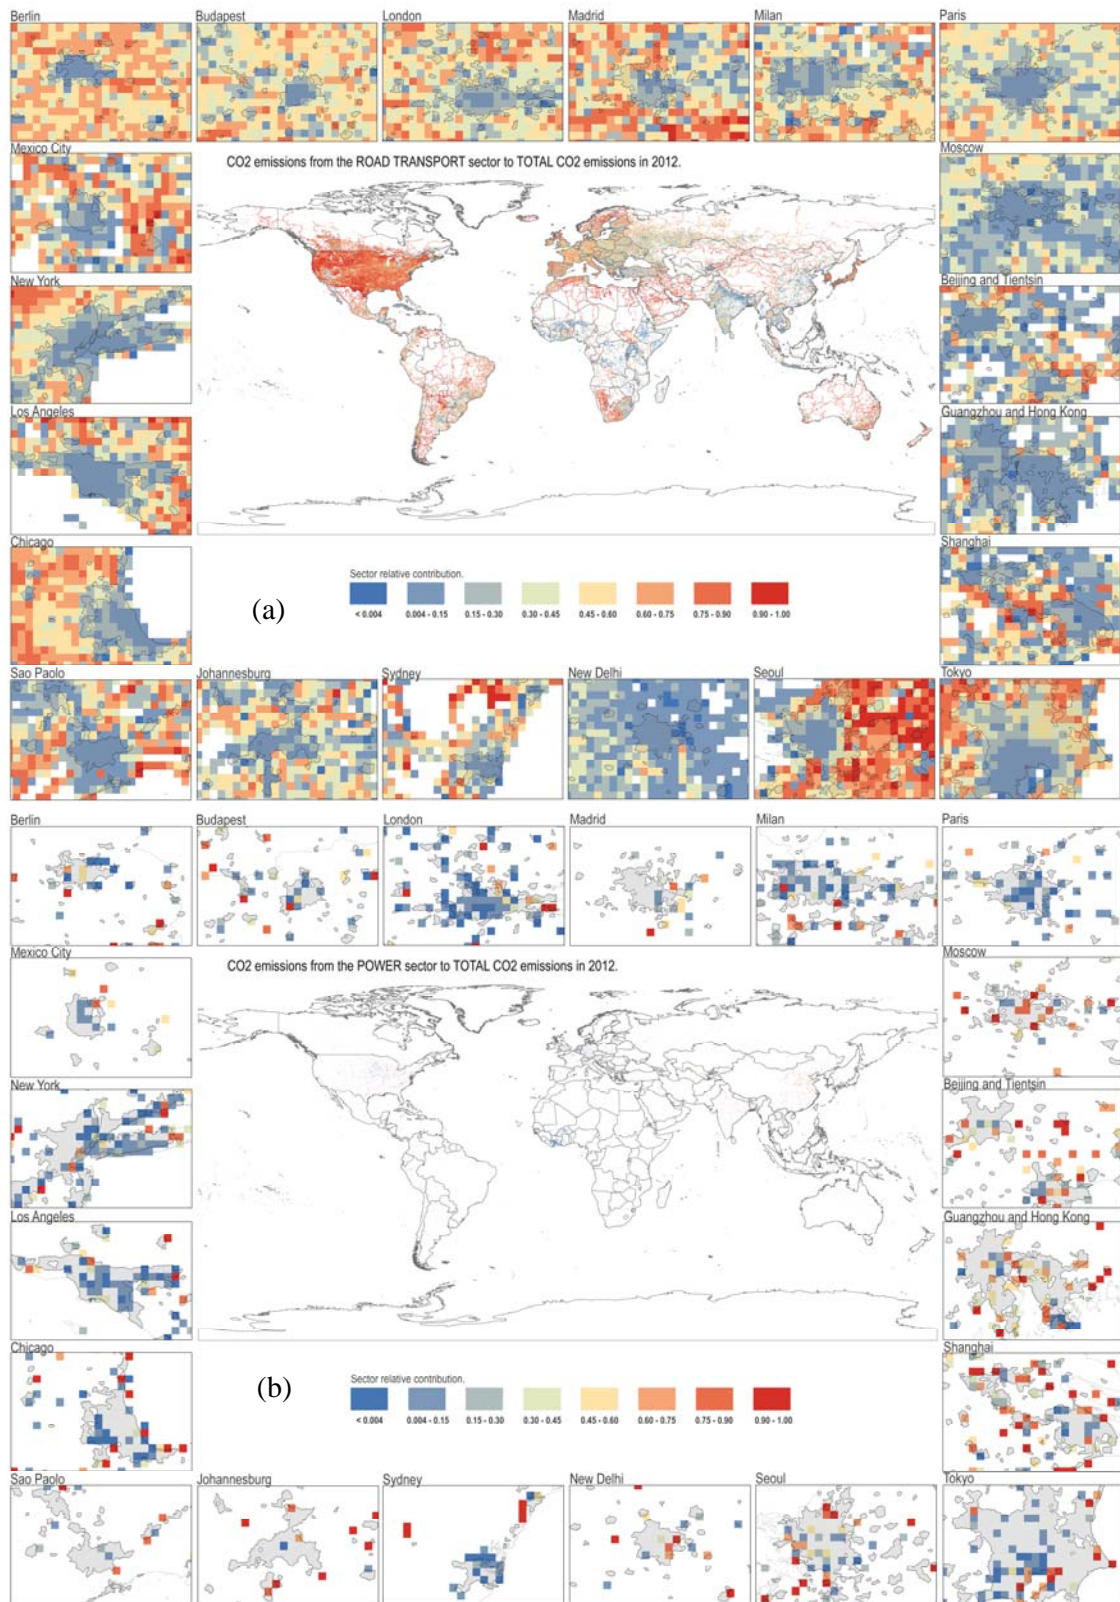 Berlin Budapest London Madrid Milan Paris
Mexico City
CO2 emissions from the ROAD TRANSPORT sector to TOTAL CO2 emissions in 2012.
Moscow
New York
Beijing and Tientsin
Los Angeles
Guangzhou and Hong Kong
Chicago
Shanghai
Sector relative contribution.
(a)
< 0.004 0.004 - 0.15 0.15 - 0.30 0.30 - 0.45 0.45 - 0.60 0.60 - 0.75 0.75 - 0.90 0.90 - 1.00
Sao Paolo Johannesburg Sydney New Delhi Seoul Tokyo
Berlin Budapest London Madrid Milan Paris
Mexico City
CO2 emissions from the POWER sector to TOTAL CO2 emissions in 2012.
Moscow
New York
Beijing and Tientsin
Los Angeles
Guangzhou and Hong Kong
Chicago
Shanghai
Sector relative contribution.
(b)
< 0.004 0.004 - 0.15 0.15 - 0.30 0.30 - 0.45 0.45 - 0.60 0.60 - 0.75 0.75 - 0.90 0.90 - 1.00
Sao Paolo Johannesburg Sydney New Delhi Seoul Tokyo